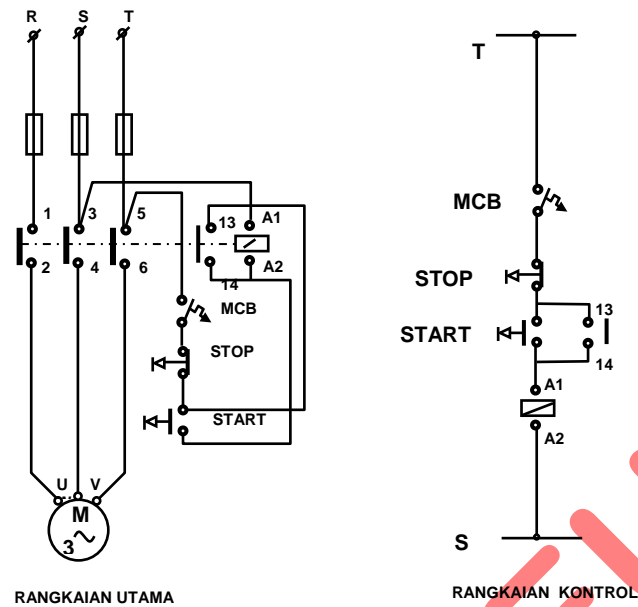 R S T
1 3 5 13 A1
2 4 6 14 A2
MCB
STOP
START
U V
M
3
RANGKAIAN UTAMA
T
MCB
STOP
13
START
14
A1
A2
S
RANGKAIAN KONTROL